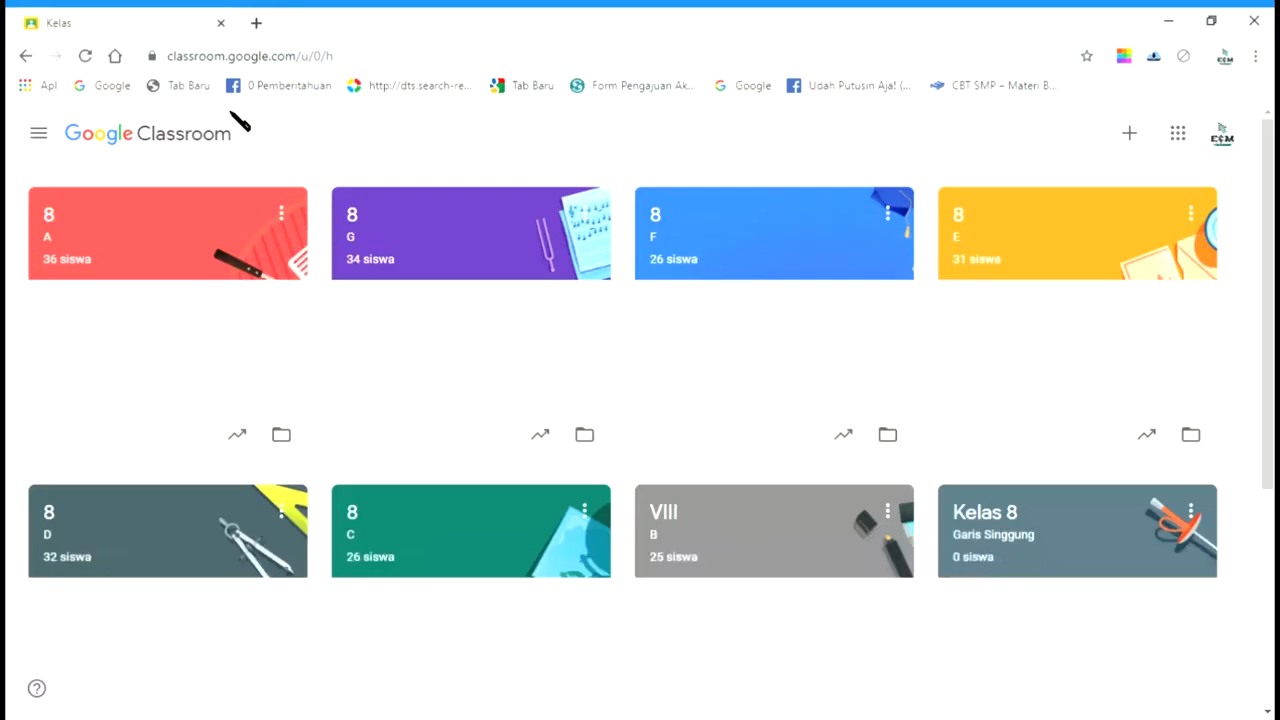 Kelas
classroom.google.com/u/0/h
Apl Google Tab Baru 0 Pemberitahuan http://dts.search-re... Tab Baru Form Pengajuan Ak... Google Udah Putusin Aja! (... CBT SMP – Materi B...
Google Classroom
8
A
36 siswa
8
G
34 siswa
8
F
26 siswa
8
E
31 siswa
8
D
32 siswa
8
C
26 siswa
VIII
B
25 siswa
Kelas 8
Garis Singgung
0 siswa